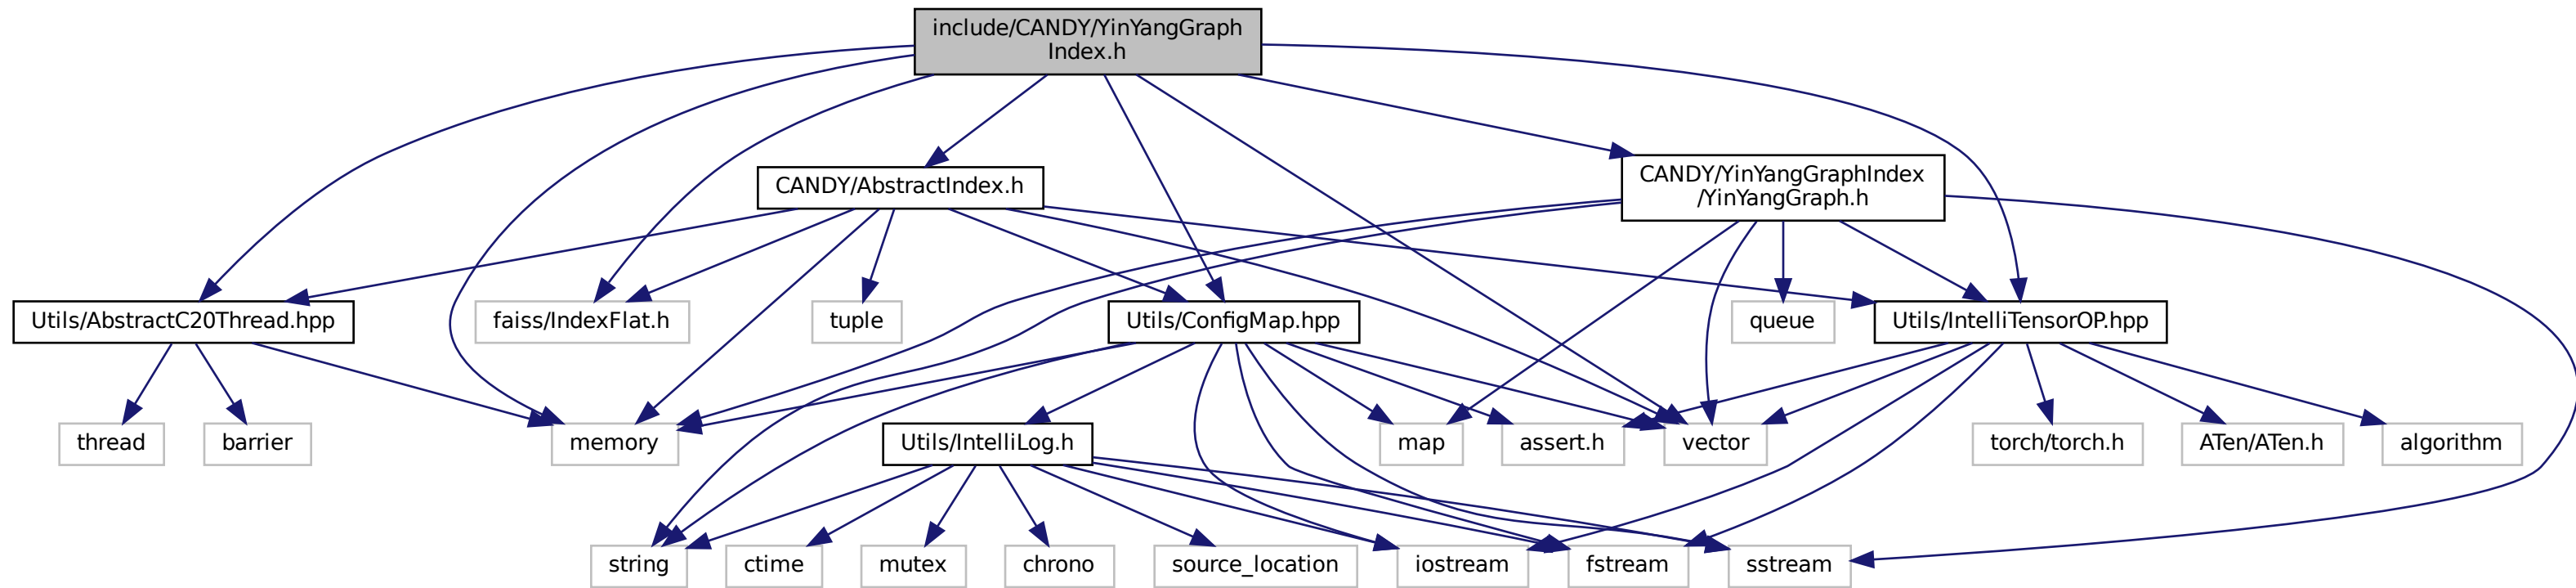 include/CANDY/YinYangGraph
Index.h
CANDY/AbstractIndex.h
CANDY/YinYangGraphIndex
/YinYangGraph.h
Utils/AbstractC20Thread.hpp
faiss/IndexFlat.h
tuple
Utils/ConfigMap.hpp
queue
Utils/IntelliTensorOP.hpp
thread
barrier
memory
Utils/IntelliLog.h
map
assert.h
vector
torch/torch.h
ATen/ATen.h
algorithm
string
ctime
mutex
chrono
source_location
iostream
fstream
sstream